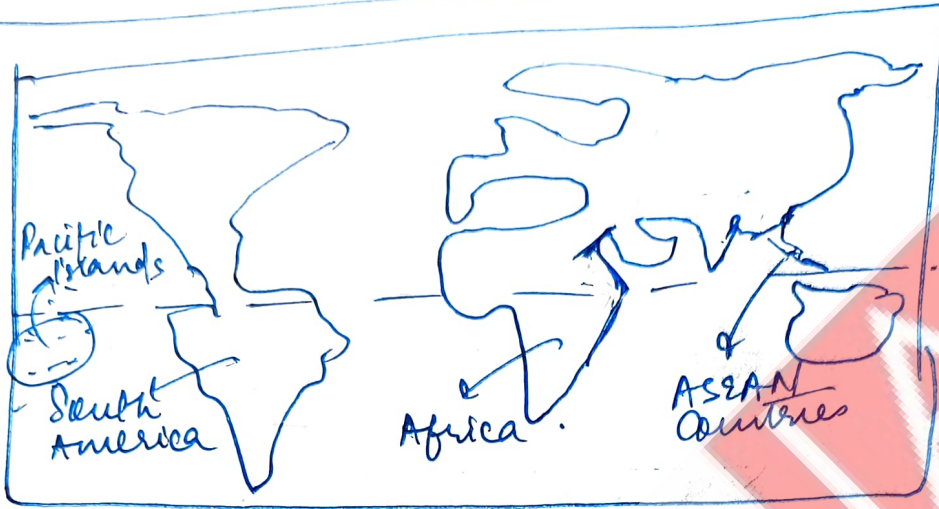 Pacific
Islands
South
America
Africa.
ASEAN
Countries